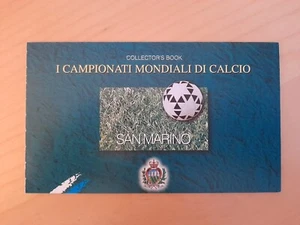 COLLECTOR'S BOOK
I CAMPIONATI MONDIALI DI CALCIO
SAN MARINO